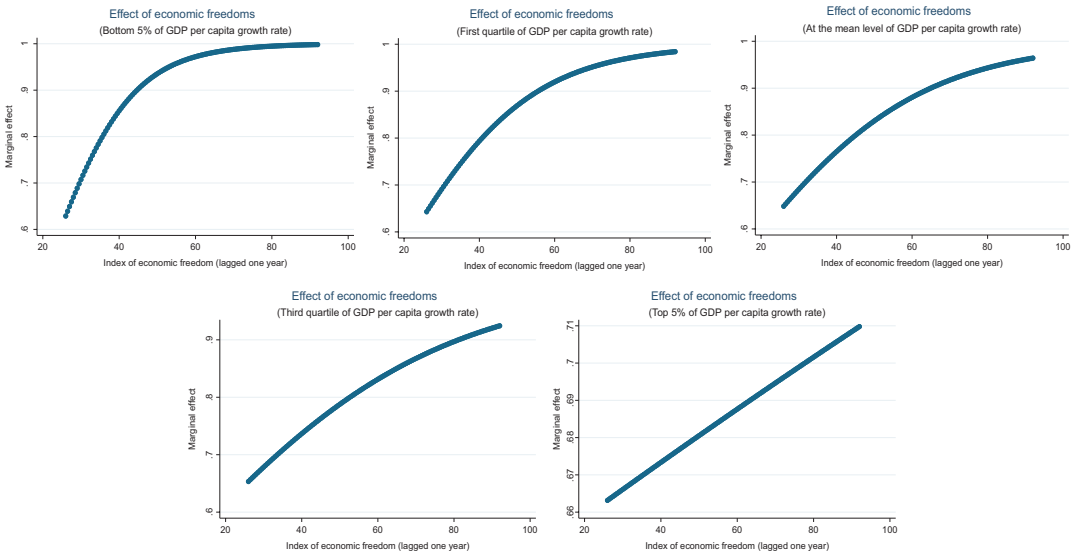 Effect of economic freedoms
(Bottom 5% of GDP per capita growth rate)
Marginal effect
1
.9
.8
.7
.6
20 40 60 80 100
Index of economic freedom (lagged one year)
Effect of economic freedoms
(First quartile of GDP per capita growth rate)
Marginal effect
1
.9
.8
.7
.6
20 40 60 80 100
Index of economic freedom (lagged one year)
Effect of economic freedoms
(At the mean level of GDP per capita growth rate)
Marginal effect
1
.9
.8
.7
.6
20 40 60 80 100
Index of economic freedom (lagged one year)
Effect of economic freedoms
(Third quartile of GDP per capita growth rate)
Marginal effect
.9
.8
.7
.6
20 40 60 80 100
Index of economic freedom (lagged one year)
Effect of economic freedoms
(Top 5% of GDP per capita growth rate)
Marginal effect
.71
.7
.69
.68
.67
.66
20 40 60 80 100
Index of economic freedom (lagged one year)